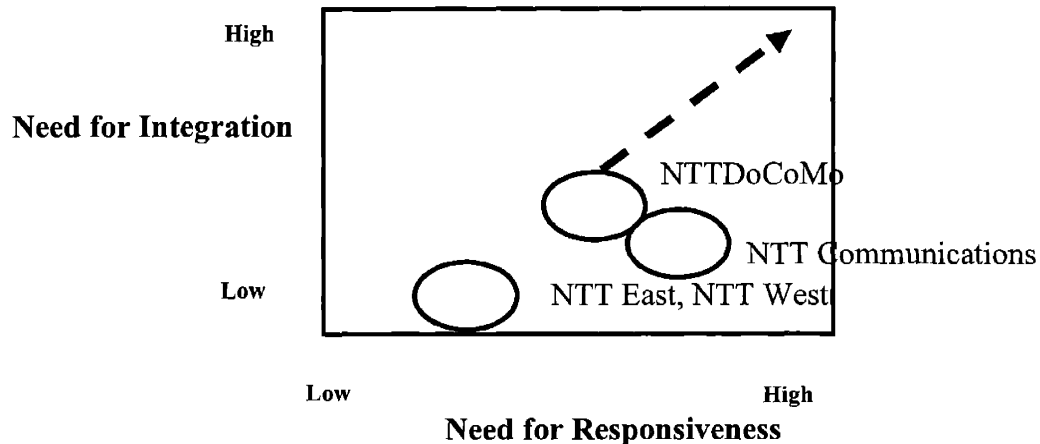 High
Need for Integration
NTTDoCoMo
NTT Communications
Low
NTT East, NTT West
Low
High
Need for Responsiveness